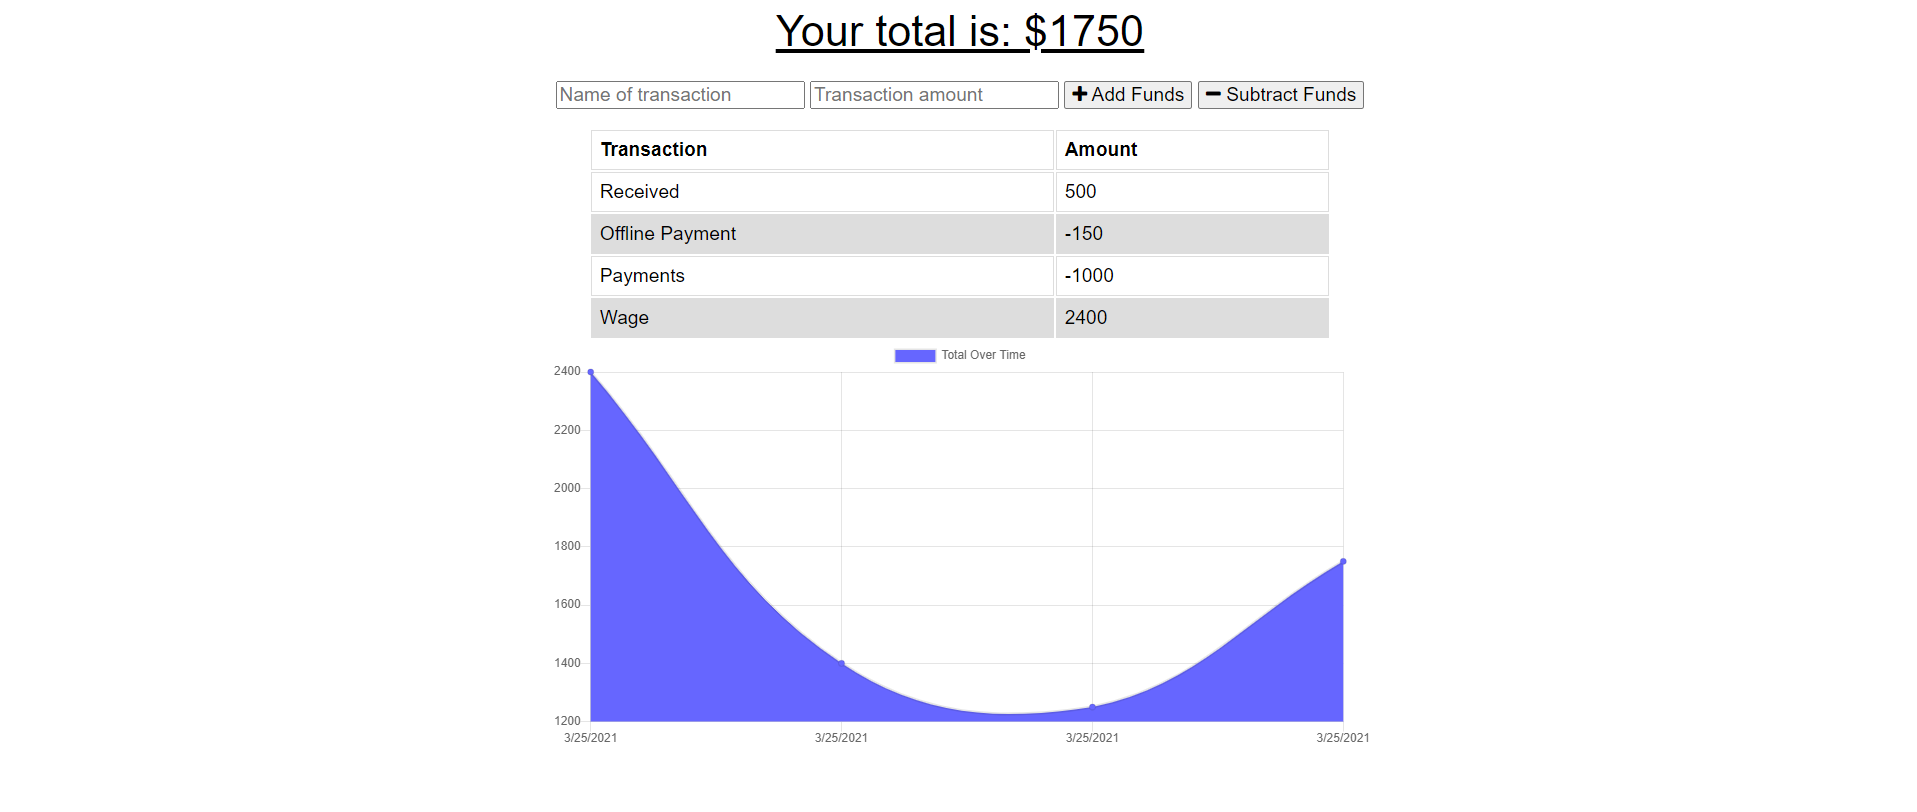 Your total is: $1750
Name of transaction Transaction amount Add Funds Subtract Funds
Transaction Amount
Received 500
Offline Payment -150
Payments -1000
Wage 2400
Total Over Time
2400
2200
2000
1800
1600
1400
1200
3/25/2021 3/25/2021 3/25/2021 3/25/2021